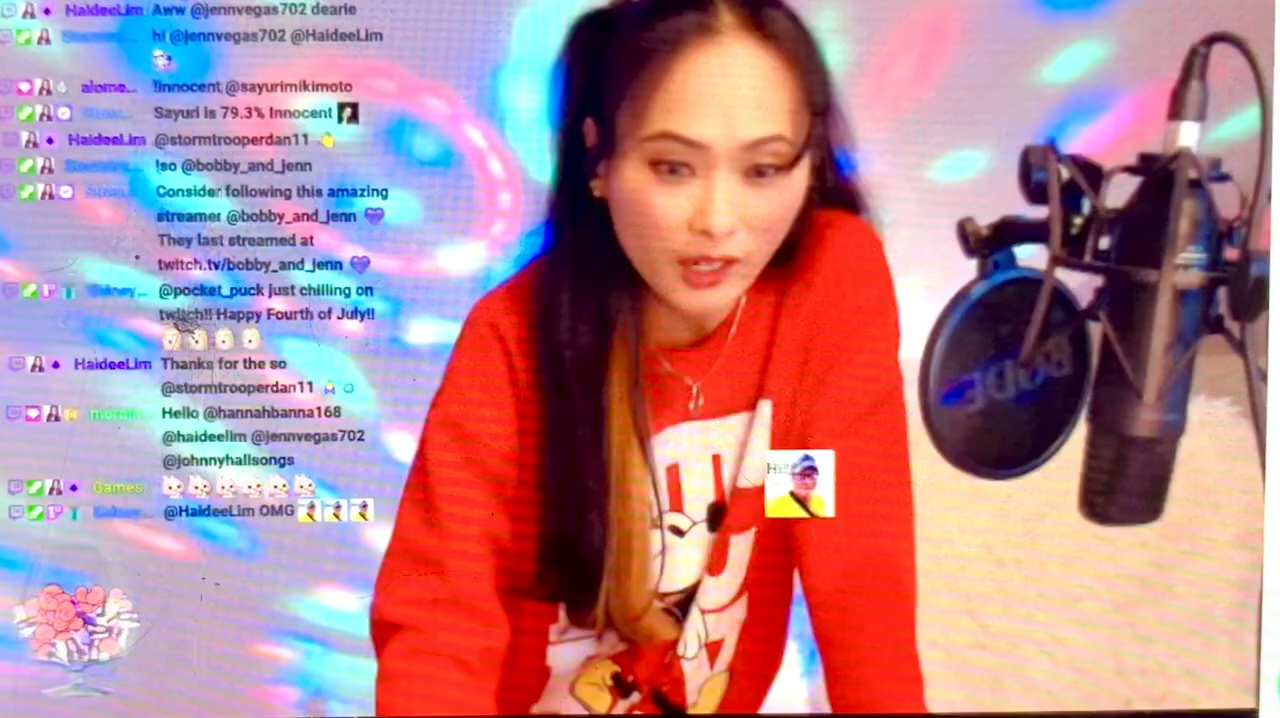 HaideeLim Aww @jennvegas702 dearie
hi @jennvegas702 @HaideeLim
alome... !innocent @sayurimikimoto
Sayuri is 79.3% Innocent
HaideeLim @stormtrooperdan11
!so @bobby_and_jenn
Consider following this amazing
streamer @bobby_and_jenn
They last streamed at
twitch.tv/bobby_and_jenn
@pocket_puck just chilling on
twitch!! Happy Fourth of July!!
HaideeLim Thanks for the so
@stormtrooperdan11
Hello @hannahbanna168
@haideelim @jennvegas702
@johnnyhallsongs
Games
@HaideeLim OMG
RODE